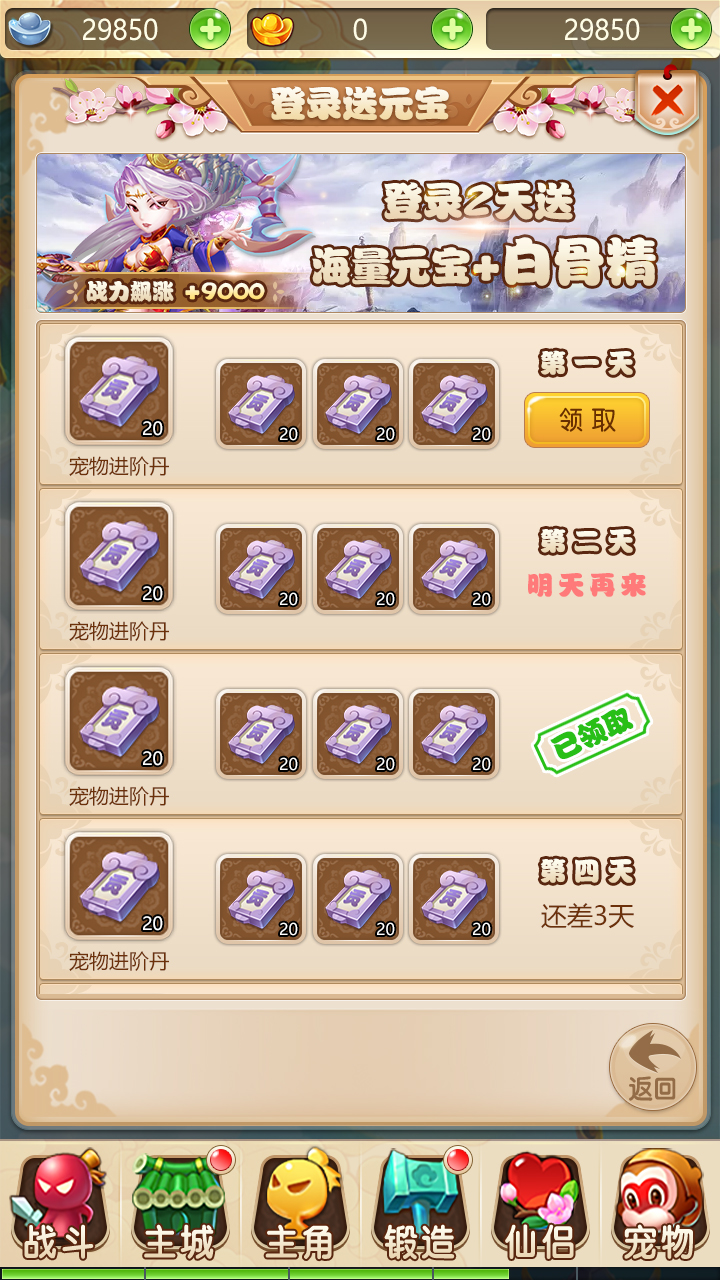 29850 0 29850
登录送元宝
登录2天送
海量元宝+白骨精
战力飙涨 +9000
第一天
20 20 20 20
领取
宠物进阶丹
第二天
明天再来
20 20 20 20
宠物进阶丹
已领取
20 20 20 20
宠物进阶丹
第四天
还差3天
20 20 20 20
宠物进阶丹
返回
战斗 主城 主角 锻造 仙侣 宠物